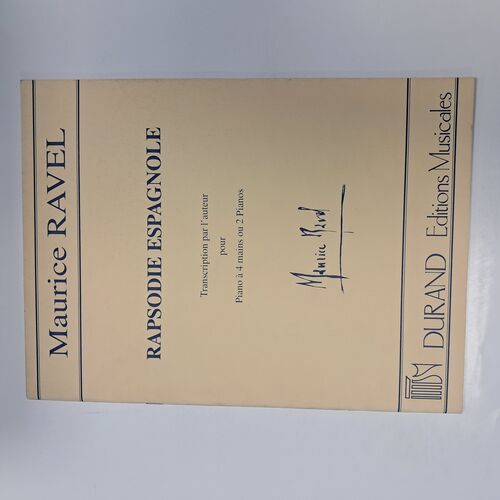 Maurice RAVEL
RAPSODIE ESPAGNOLE
Transcription par l'auteur
pour
Piano à 4 mains ou 2 Pianos
Maurice Ravel
DURAND Editions Musicales